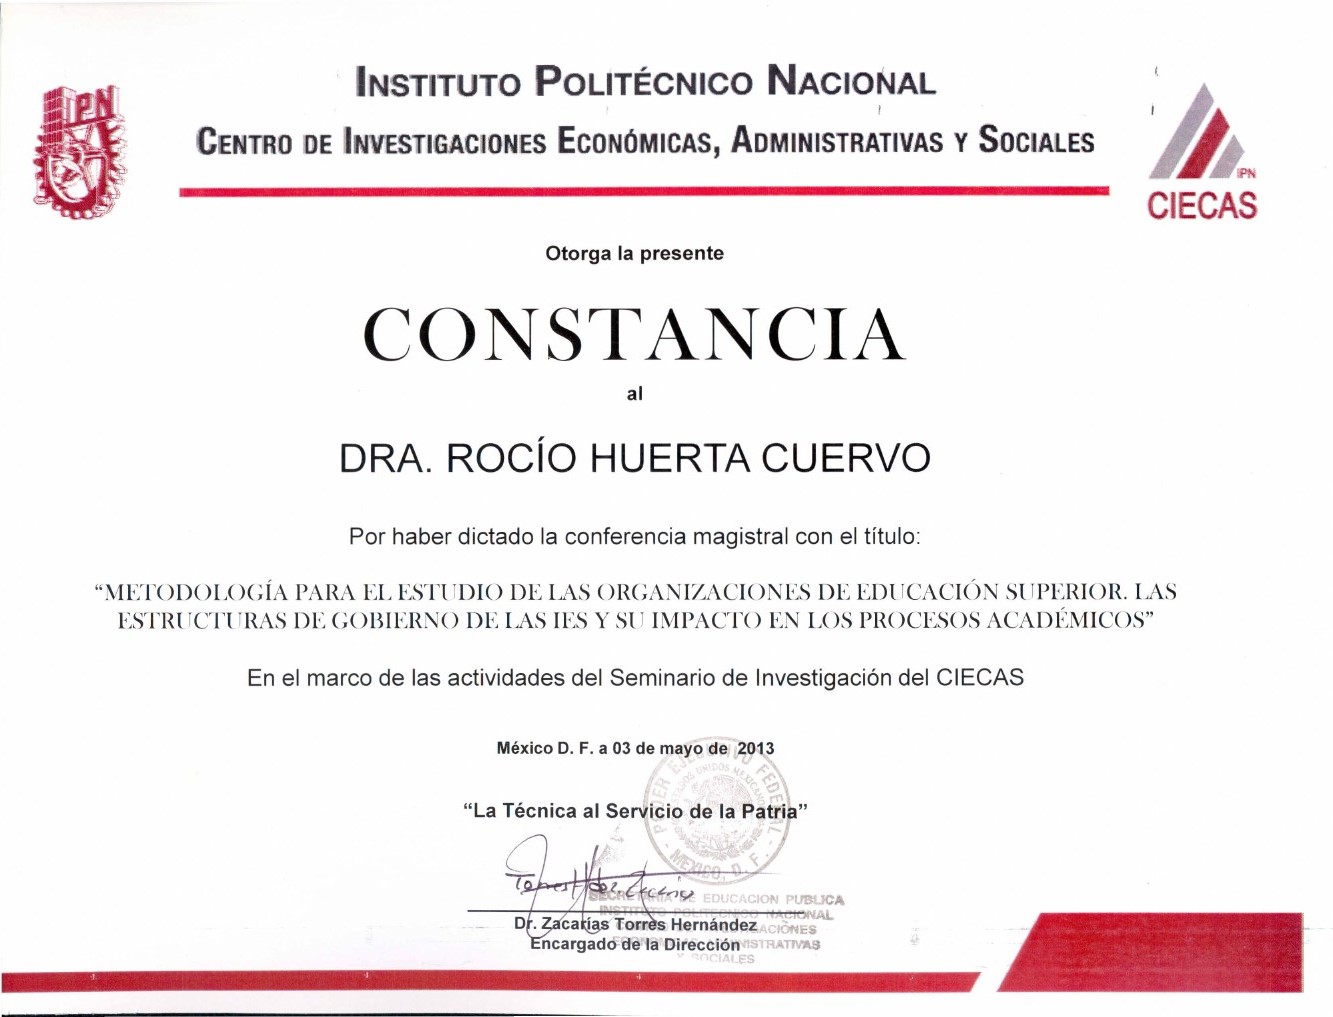 IPN
INSTITUTO POLITÉCNICO NACIONAL
CENTRO DE INVESTIGACIONES ECONÓMICAS, ADMINISTRATIVAS Y SOCIALES
IPN
CIECAS
Otorga la presente
CONSTANCIA
al
DRA. ROCÍO HUERTA CUERVO
Por haber dictado la conferencia magistral con el título:
“METODOLOGÍA PARA EL ESTUDIO DE LAS ORGANIZACIONES DE EDUCACIÓN SUPERIOR. LAS
ESTRUCTURAS DE GOBIERNO DE LAS IES Y SU IMPACTO EN LOS PROCESOS ACADÉMICOS”
En el marco de las actividades del Seminario de Investigación del CIECAS
México D. F. a 03 de mayo de 2013
“La Técnica al Servicio de la Patria”
PODER EJECUTIVO FEDERAL
ESTADOS UNIDOS MEXICANOS
MEXICO, D. F.
SECRETARIA DE EDUCACION PUBLICA
INSTITUTO POLITECNICO NACIONAL
Dr. Zacarías Torres Hernández
Encargado de la Dirección
Y SOCIALES